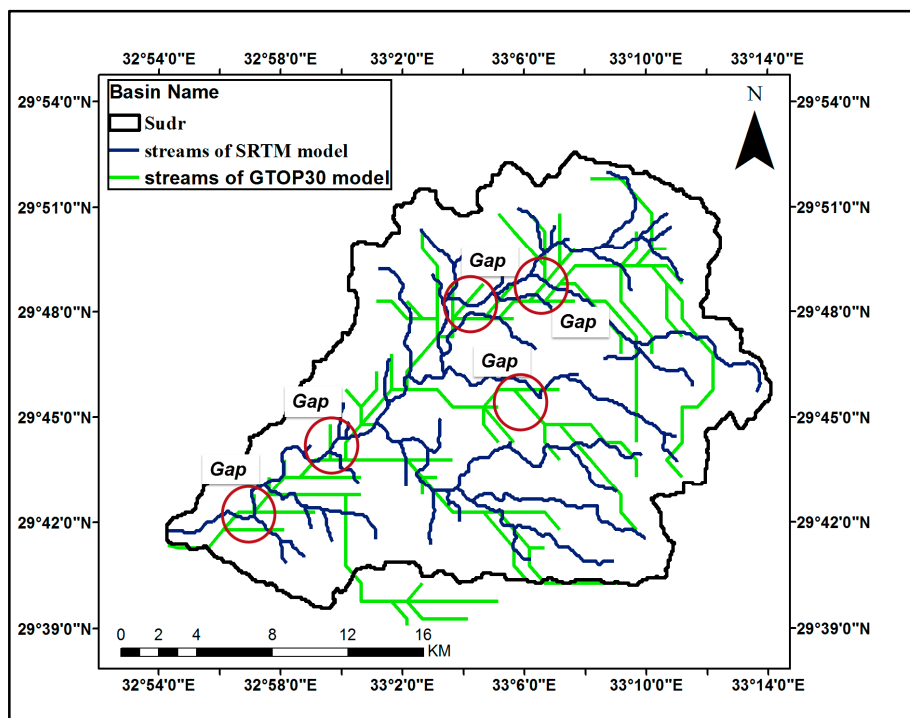 32°54'0"E 32°58'0"E 33°2'0"E 33°6'0"E 33°10'0"E 33°14'0"E
29°54'0"N 29°54'0"N
Basin Name
Sudr
streams of SRTM model
streams of GTOP30 model
N
29°51'0"N 29°51'0"N
Gap
29°48'0"N 29°48'0"N
Gap
Gap
Gap
29°45'0"N 29°45'0"N
Gap
29°42'0"N 29°42'0"N
29°39'0"N 29°39'0"N
0 2 4 8 12 16
KM
32°54'0"E 32°58'0"E 33°2'0"E 33°6'0"E 33°10'0"E 33°14'0"E